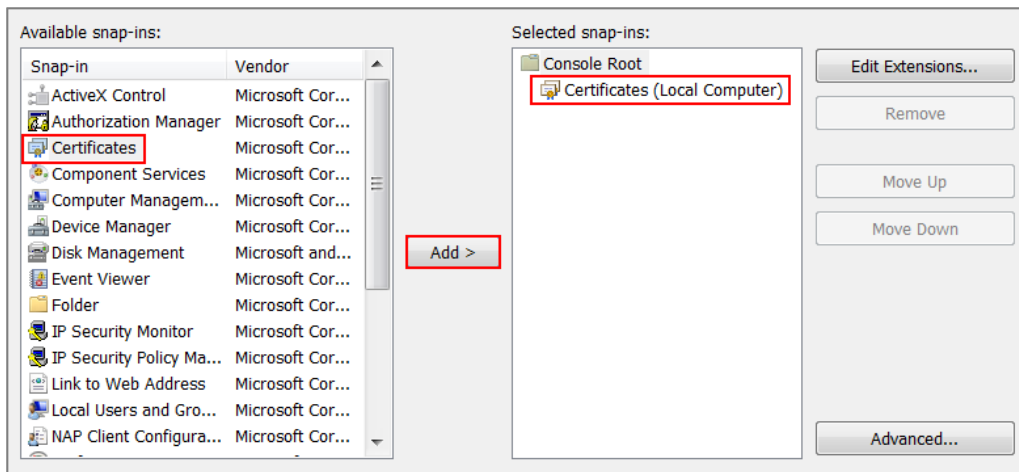 Available snap-ins:
Selected snap-ins:
Snap-in Vendor
ActiveX Control Microsoft Cor...
Authorization Manager Microsoft Cor...
Certificates Microsoft Cor...
Component Services Microsoft Cor...
Computer Managem... Microsoft Cor...
Device Manager Microsoft Cor...
Disk Management Microsoft and...
Event Viewer Microsoft Cor...
Folder Microsoft Cor...
IP Security Monitor Microsoft Cor...
IP Security Policy Ma... Microsoft Cor...
Link to Web Address Microsoft Cor...
Local Users and Gro... Microsoft Cor...
NAP Client Configura... Microsoft Cor...
Add >
Console Root
Certificates (Local Computer)
Edit Extensions...
Remove
Move Up
Move Down
Advanced...